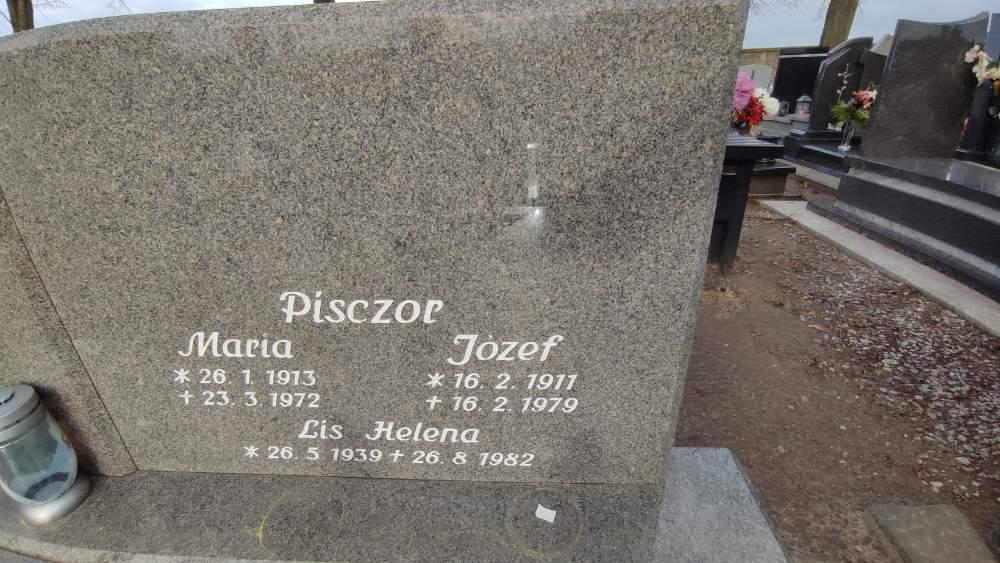 Pisczor
Maria Józef
* 26. 1. 1913 * 16. 2. 1911
+ 23. 3. 1972 + 16. 2. 1979
Lis Helena
* 26. 5 1939 + 26. 8 1982